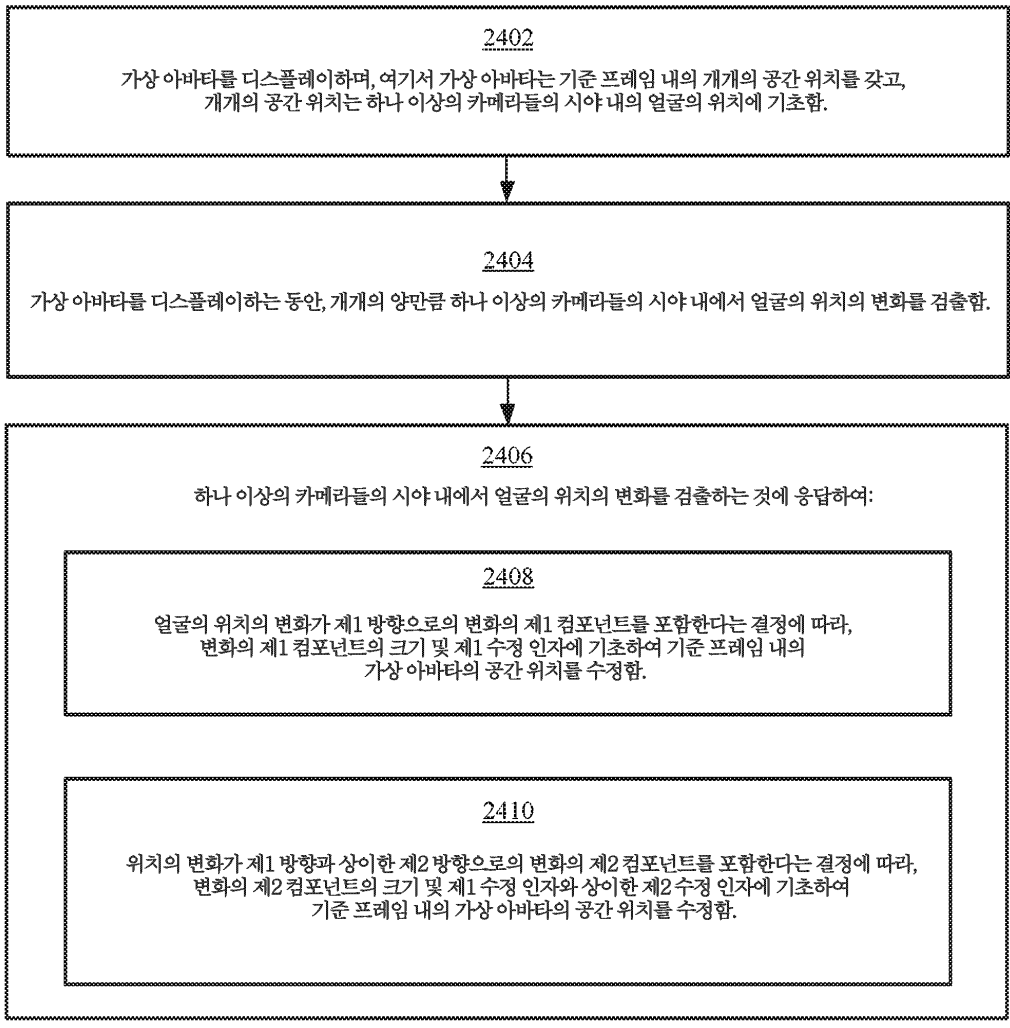 2402
가상 아바타를 디스플레이하며, 여기서 가상 아바타는 기준 프레임 내의 개개의 공간 위치를 갖고,
개개의 공간 위치는 하나 이상의 카메라들의 시야 내의 얼굴의 위치에 기초함.
2404
가상 아바타를 디스플레이하는 동안, 개개의 양만큼 하나 이상의 카메라들의 시야 내에서 얼굴의 위치의 변화를 검출함.
2406
하나 이상의 카메라들의 시야 내에서 얼굴의 위치의 변화를 검출하는 것에 응답하여:
2408
얼굴의 위치의 변화가 제1 방향으로의 변화의 제1 컴포넌트를 포함한다는 결정에 따라,
변화의 제1 컴포넌트의 크기 및 제1 수정 인자에 기초하여 기준 프레임 내의
가상 아바타의 공간 위치를 수정함.
2410
위치의 변화가 제1 방향과 상이한 제2 방향으로의 변화의 제2 컴포넌트를 포함한다는 결정에 따라,
변화의 제2 컴포넌트의 크기 및 제1 수정 인자와 상이한 제2 수정 인자에 기초하여
기준 프레임 내의 가상 아바타의 공간 위치를 수정함.